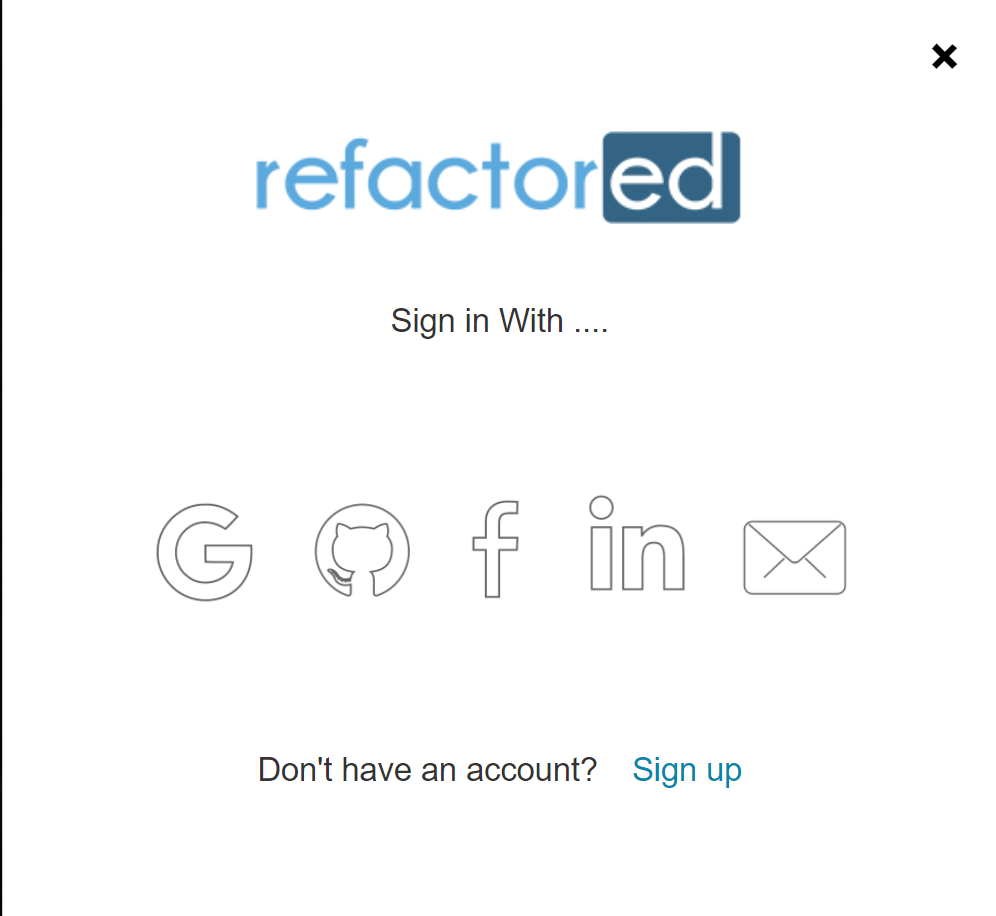 refactored
Sign in With ....
Don't have an account? Sign up